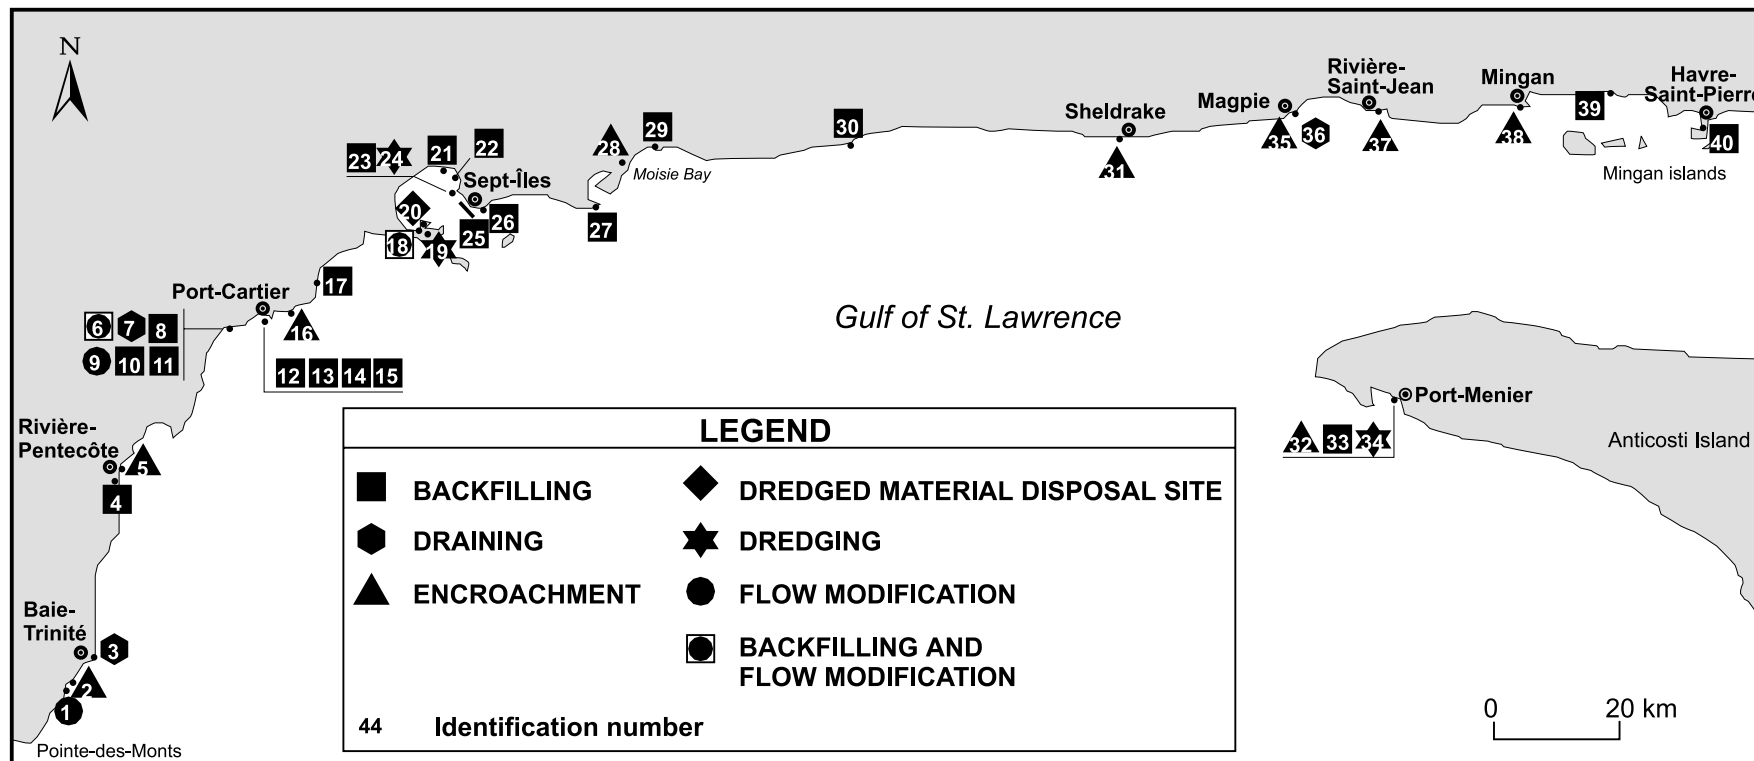 N
Rivière-
Saint-Jean
Mingan
Havre-
Saint-Pierre
Magpie
Sheldrake
39
40
38
37
35
36
31
30
29
28
Moisie Bay
Mingan islands
23
24
21
22
Sept-Îles
20
26
25
27
18
19
17
Port-Cartier
16
6
7
8
9
10
11
12
13
14
15
Gulf of St. Lawrence
Port-Menier
Anticosti Island
32
33
34
Rivière-
Pentecôte
5
4
Baie-
Trinité
3
2
1
Pointe-des-Monts
LEGEND
BACKFILLING
DRAINING
ENCROACHMENT
DREDGED MATERIAL DISPOSAL SITE
DREDGING
FLOW MODIFICATION
BACKFILLING AND
FLOW MODIFICATION
44 Identification number
0 20 km